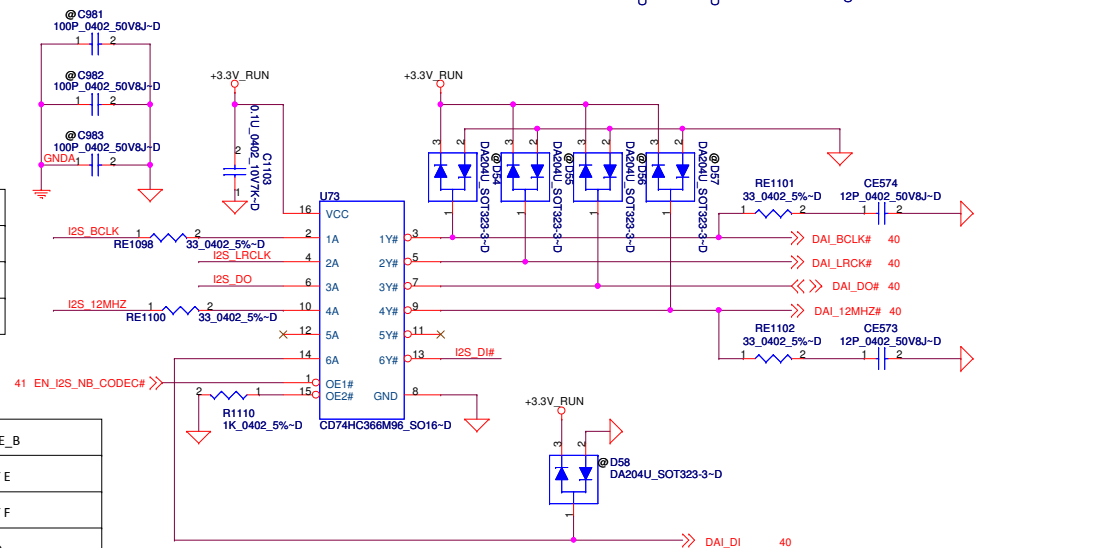 @C981
100P_0402_50V8J~D
1 2
@C982
100P_0402_50V8J~D
1 2
@C983
100P_0402_50V8J~D
1 2
GNDA
+3.3V_RUN
2
1
0.1U_0402_10V7K~D
C1103
+3.3V_RUN
3 2 3 2 3 2 3 2
DA204U_SOT323-3~D
@D54
DA204U_SOT323-3~D
@D55
DA204U_SOT323-3~D
@D56
DA204U_SOT323-3~D
@D57
1 1 1 1
U73
16 VCC
I2S_BCLK 1 2
RE1098 33_0402_5%~D
2 1A 1Y# 3
I2S_LRCLK
4 2A 2Y# 5
I2S_DO
6 3A 3Y# 7
I2S_12MHZ 1 2
RE1100 33_0402_5%~D
10 4A 4Y# 9
12 5A 5Y# 11
14 6A 6Y# 13
I2S_DI#
41 EN_I2S_NB_CODEC#
1 OE1#
15 OE2#
GND 8
2 1
R1110
1K_0402_5%~D
CD74HC366M96_SO16~D
RE1101
33_0402_5%~D
1 2
CE574
12P_0402_50V8J~D
1 2
DAI_BCLK# 40
DAI_LRCK# 40
DAI_DO# 40
DAI_12MHZ# 40
RE1102
33_0402_5%~D
1 2
CE573
12P_0402_50V8J~D
1 2
+3.3V_RUN
3 2
@D58
DA204U_SOT323-3~D
1
DAI_DI 40
E_B
E
F